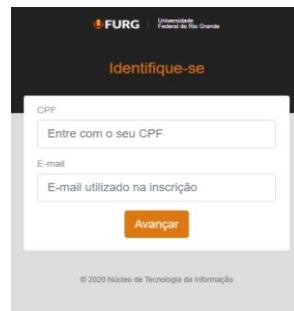 FURG
Universidade
Federal do Rio Grande
Identifique-se
CPF
Entre com o seu CPF
E-mail
E-mail utilizado na inscrição
Avançar
© 2020 Núcleo de Tecnologia da Informação